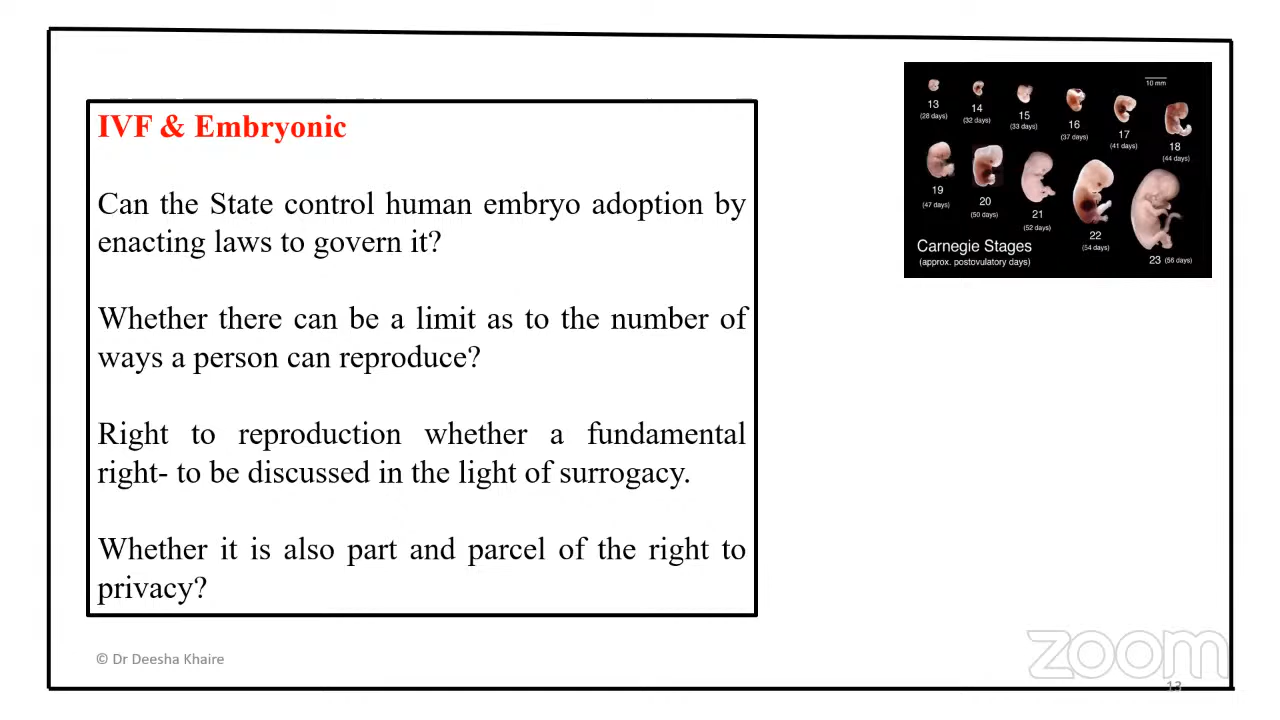 IVF & Embryonic
Can the State control human embryo adoption by
enacting laws to govern it?
Whether there can be a limit as to the number of
ways a person can reproduce?
Right to reproduction whether a fundamental
right- to be discussed in the light of surrogacy.
Whether it is also part and parcel of the right to
privacy?
10 mm
13
(28 days)
14
(32 days)
15
(33 days)
16
(37 days)
17
(41 days)
18
(44 days)
19
(47 days)
20
(50 days)
21
(52 days)
22
(54 days)
23 (56 days)
Carnegie Stages
(approx. postovulatory days)
© Dr Deesha Khaire
zoom
13